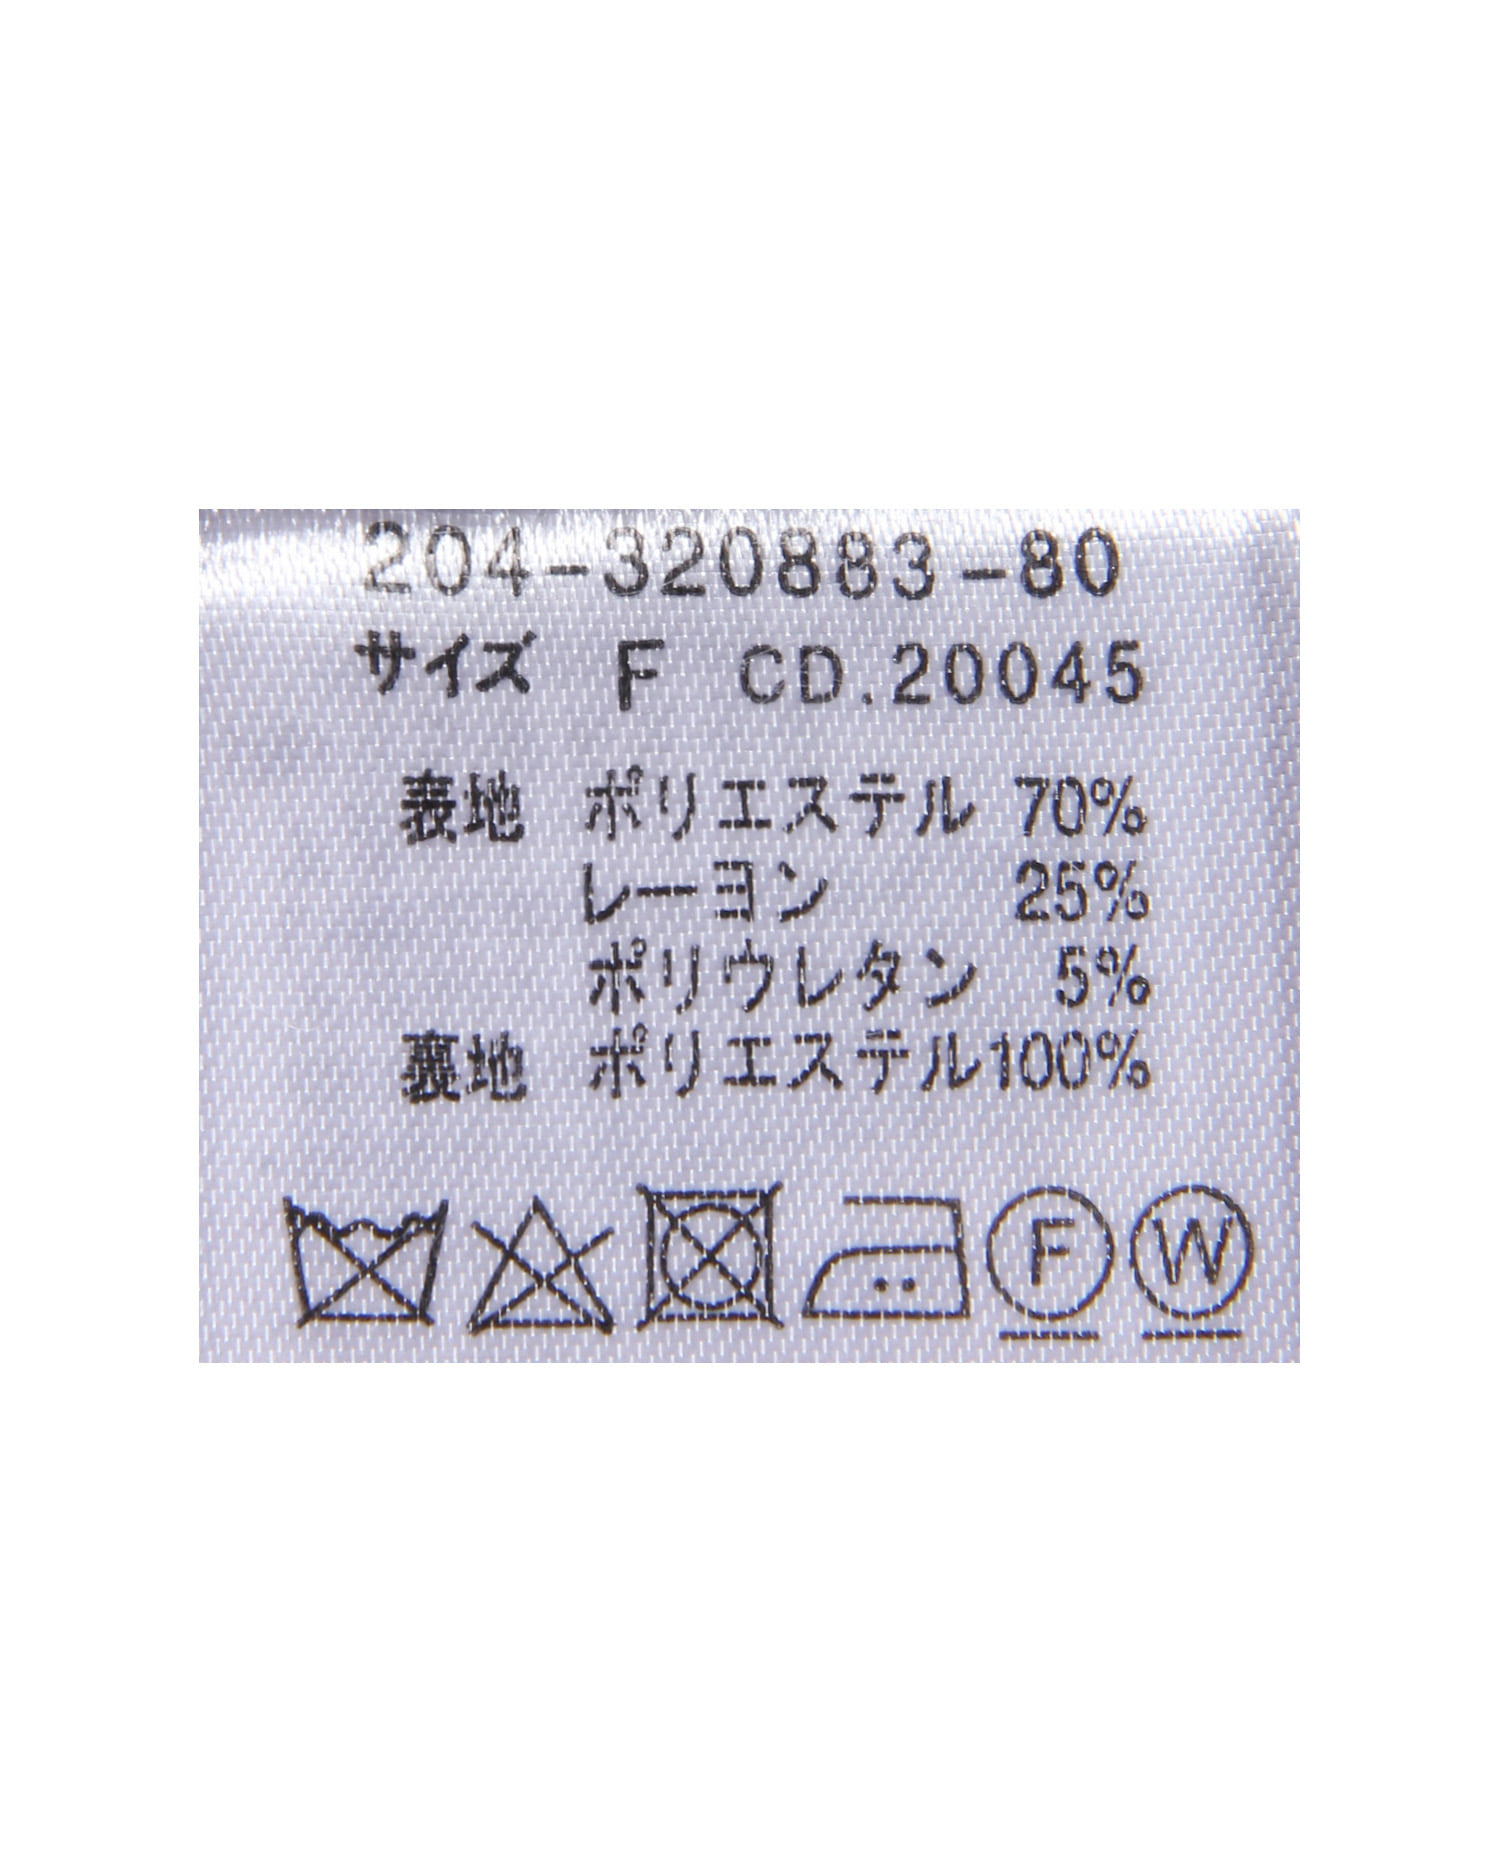 204-320883-80
サイズ F CD.20045
表地 ポリエステル 70%
レーヨン 25%
ポリウレタン 5%
裏地 ポリエステル100%
F W